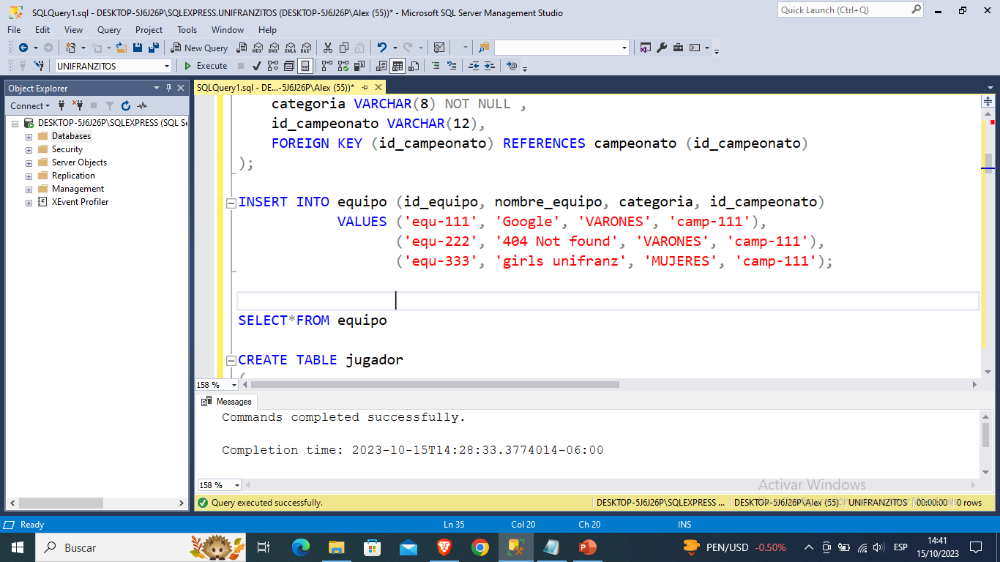 SQLQuery1.sql - DESKTOP-5J6J26P\SQLEXPRESS.UNIFRANZITOS (DESKTOP-5J6J26P\Alex (55))* - Microsoft SQL Server Management Studio
Quick Launch (Ctrl+Q)
File Edit View Query Project Tools Window Help
New Query MDX DMX XMLA DAX
UNIFRANZITOS Execute
Object Explorer
SQLQuery1.sql - DE...-5J6J26P\Alex (55))*
Connect
DESKTOP-5J6J26P\SQLEXPRESS (SQL Se
Databases
Security
Server Objects
Replication
Management
XEvent Profiler
categoria VARCHAR(8) NOT NULL ,
id_campeonato VARCHAR(12),
FOREIGN KEY (id_campeonato) REFERENCES campeonato (id_campeonato)
);
INSERT INTO equipo (id_equipo, nombre_equipo, categoria, id_campeonato)
VALUES ('equ-111', 'Google', 'VARONES', 'camp-111'),
('equ-222', '404 Not found', 'VARONES', 'camp-111'),
('equ-333', 'girls unifranz', 'MUJERES', 'camp-111');
SELECT*FROM equipo
CREATE TABLE jugador
(
158 %
Messages
Commands completed successfully.
Completion time: 2023-10-15T14:28:33.3774014-06:00
158 %
Activar Windows
Query executed successfully.
DESKTOP-5J6J26P\SQLEXPRESS ... DESKTOP-5J6J26P\Alex (55) UNIFRANZITOS 00:00:00 0 rows
Ready Ln 35 Col 20 Ch 20 INS
Buscar
PEN/USD -0.50%
ESP
14:41
15/10/2023